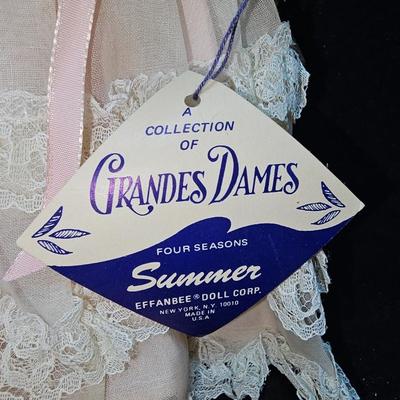 A
COLLECTION
OF
GRANDES DAMES
FOUR SEASONS
Summer
EFFANBEE® DOLL CORP.
NEW YORK, N.Y. 10010
MADE IN
U.S.A